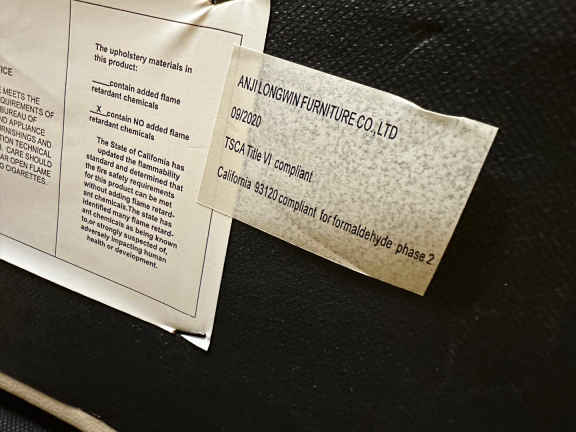 ICE
MEETS THE
QUIREMENTS OF
BUREAU OF
ND APPLIANCE
RNISHINGS AND
TION TECHNICAL
CARE SHOULD
AR OPEN FLAME
G CIGARETTES.
The upholstery materials in
this product:
___contain added flame
retardant chemicals
_X_contain NO added flame
retardant chemicals
The State of California has
updated the flammability
standard and determined that
the fire safety requirements
for this product can be met
without adding flame retard-
ant chemicals.The state has
identified many flame retard-
ant chemicals as being known
to,or strongly suspected of,
adversely impacting human
health or development.
ANJI LONGWIN FURNITURE CO., LTD
09/2020
TSCA Title VI compliant
California 93120 compliant for formaldehyde phase 2